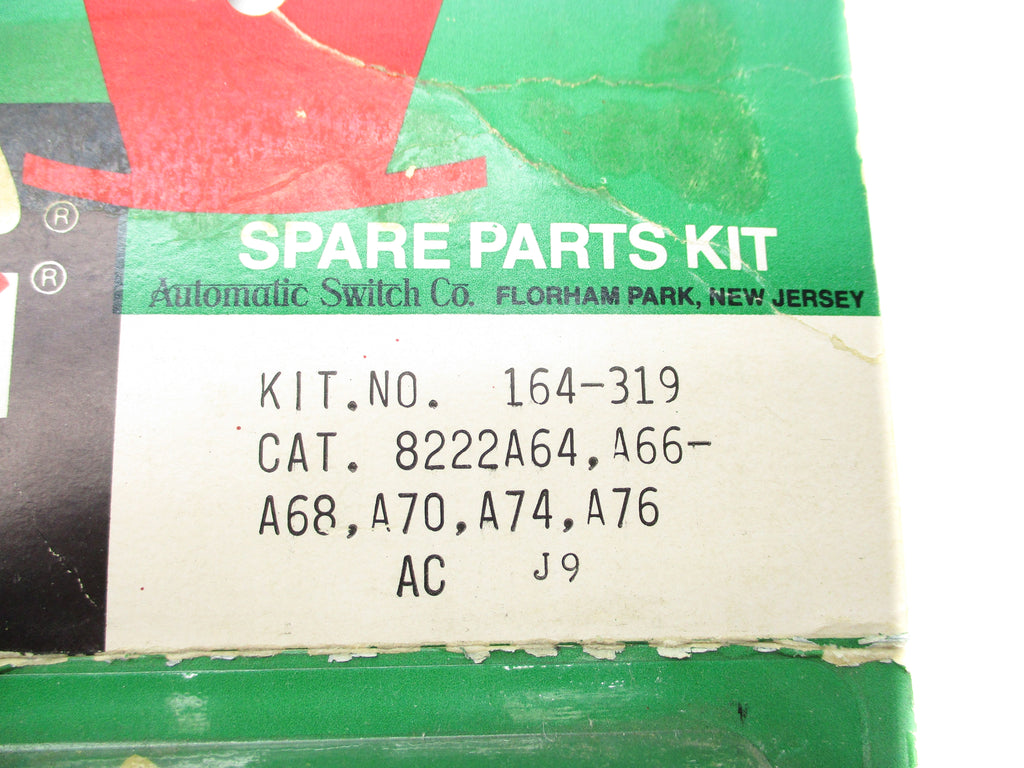 ®
®
SPARE PARTS KIT
Automatic Switch Co. FLORHAM PARK, NEW JERSEY
KIT.NO. 164-319
CAT. 8222A64, A66-
A68, A70, A74, A76
AC J9